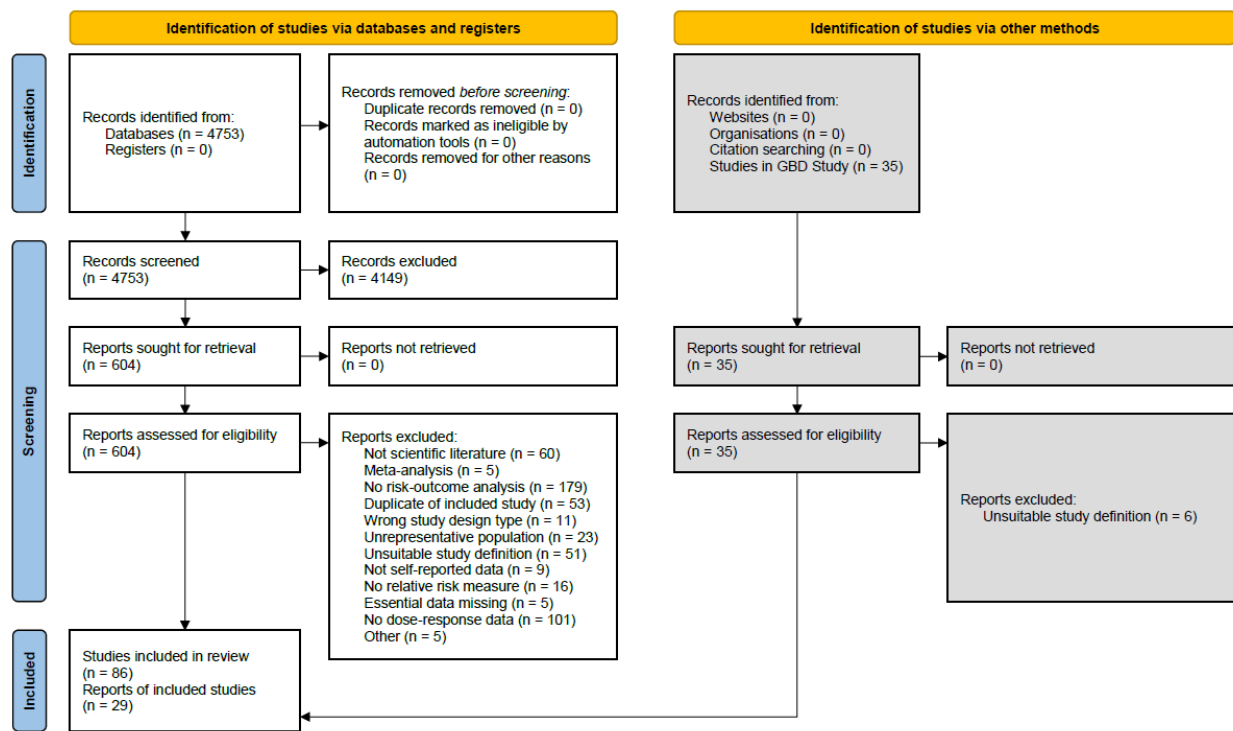 Identification of studies via databases and registers
Identification of studies via other methods
Identification
Records identified from:
Databases (n = 4753)
Registers (n = 0)
Records removed before screening:
Duplicate records removed (n = 0)
Records marked as ineligible by
automation tools (n = 0)
Records removed for other reasons
(n = 0)
Records identified from:
Websites (n = 0)
Organisations (n = 0)
Citation searching (n = 0)
Studies in GBD Study (n = 35)
Screening
Records screened
(n = 4753)
Records excluded
(n = 4149)
Reports sought for retrieval
(n = 604)
Reports not retrieved
(n = 0)
Reports sought for retrieval
(n = 35)
Reports not retrieved
(n = 0)
Reports assessed for eligibility
(n = 604)
Reports excluded:
Not scientific literature (n = 60)
Meta-analysis (n = 5)
No risk-outcome analysis (n = 179)
Duplicate of included study (n = 53)
Wrong study design type (n = 11)
Unrepresentative population (n = 23)
Unsuitable study definition (n = 51)
Not self-reported data (n = 9)
No relative risk measure (n = 16)
Essential data missing (n = 5)
No dose-response data (n = 101)
Other (n = 5)
Reports assessed for eligibility
(n = 35)
Reports excluded:
Unsuitable study definition (n = 6)
Included
Studies included in review
(n = 86)
Reports of included studies
(n = 29)